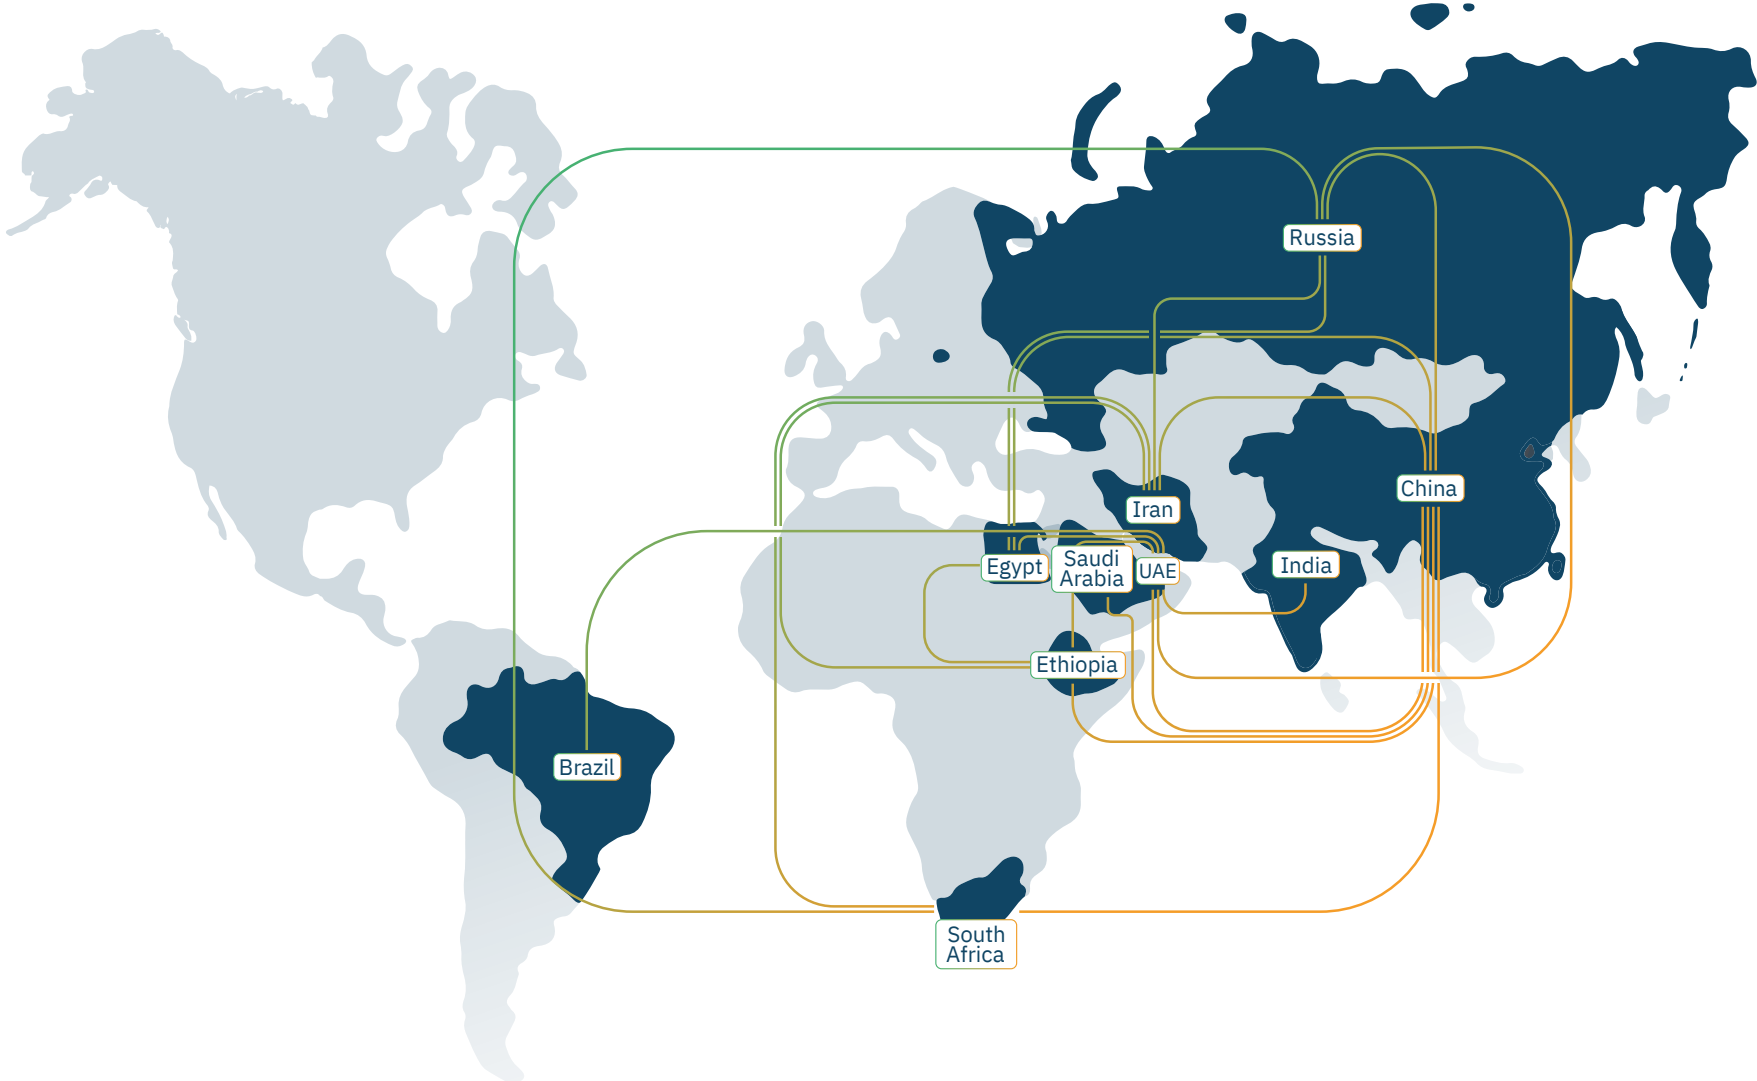 Russia
China
Iran
Egypt
Saudi
Arabia
UAE
India
Ethiopia
Brazil
South
Africa